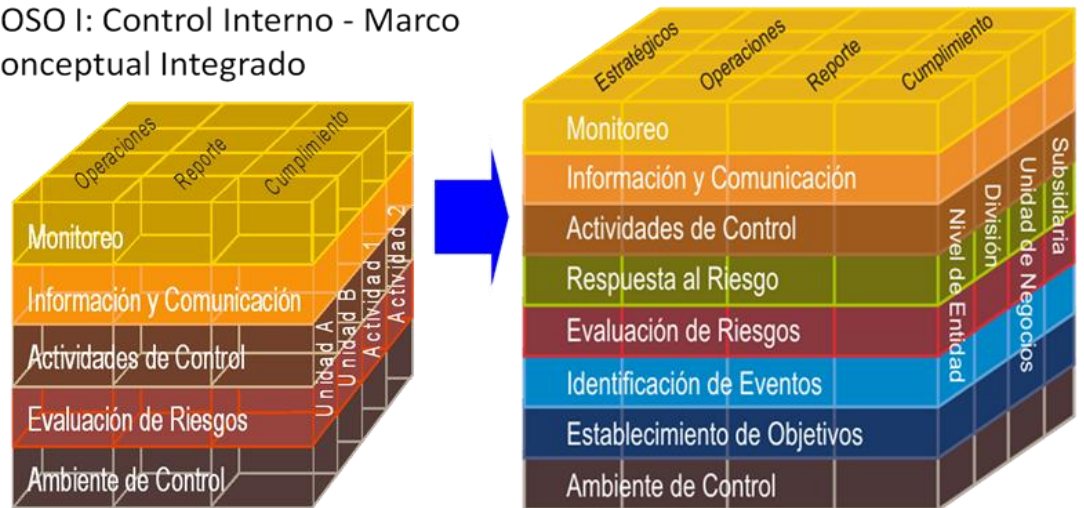 OSO I: Control Interno - Marco
onceptual Integrado
Operaciones
Reporte
Cumplimiento
Monitoreo
Información y Comunicación
Actividades de Control
Evaluación de Riesgos
Ambiente de Control
Unidad A
Unidad B
Actividad 1
Actividad 2
Estratégicos
Operaciones
Reporte
Cumplimiento
Monitoreo
Información y Comunicación
Actividades de Control
Respuesta al Riesgo
Evaluación de Riesgos
Identificación de Eventos
Establecimiento de Objetivos
Ambiente de Control
Nivel de Entidad
División
Unidad de Negocios
Subsidiaria